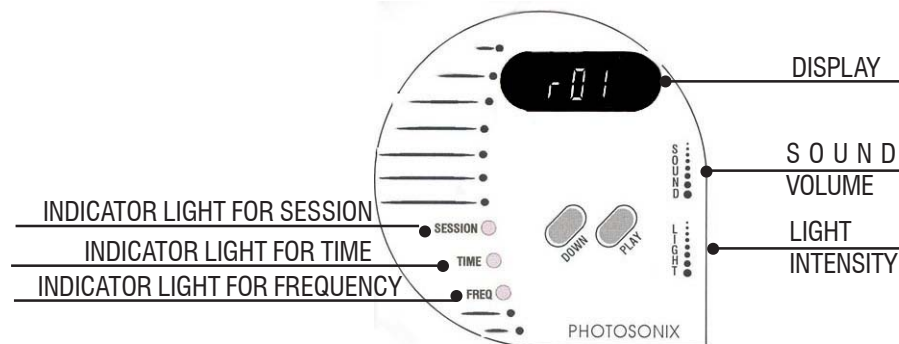 r01
DISPLAY
SOUND
SOUND
VOLUME
INDICATOR LIGHT FOR SESSION
SESSION
DOWN
PLAY
LIGHT
LIGHT
INTENSITY
INDICATOR LIGHT FOR TIME
TIME
INDICATOR LIGHT FOR FREQUENCY
FREQ
PHOTOSONIX